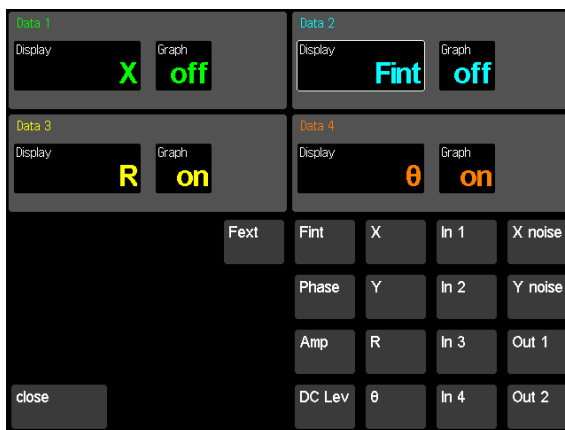 Data 1
Display
Graph
X
off
Data 2
Display
Graph
Fint
off
Data 3
Display
Graph
R
on
Data 4
Display
Graph
θ
on
Fext Fint X In 1 X noise
Phase Y In 2 Y noise
Amp R In 3 Out 1
close DC Lev θ In 4 Out 2